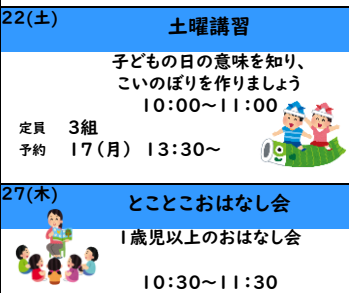 22(土)
土曜講習
子どもの日の意味を知り、
こいのぼりを作りましょう
10:00～11:00
定員 3組
予約 17(月) 13:30～
27(木)
とことこおはなし会
1歳児以上のおはなし会
10:30～11:30